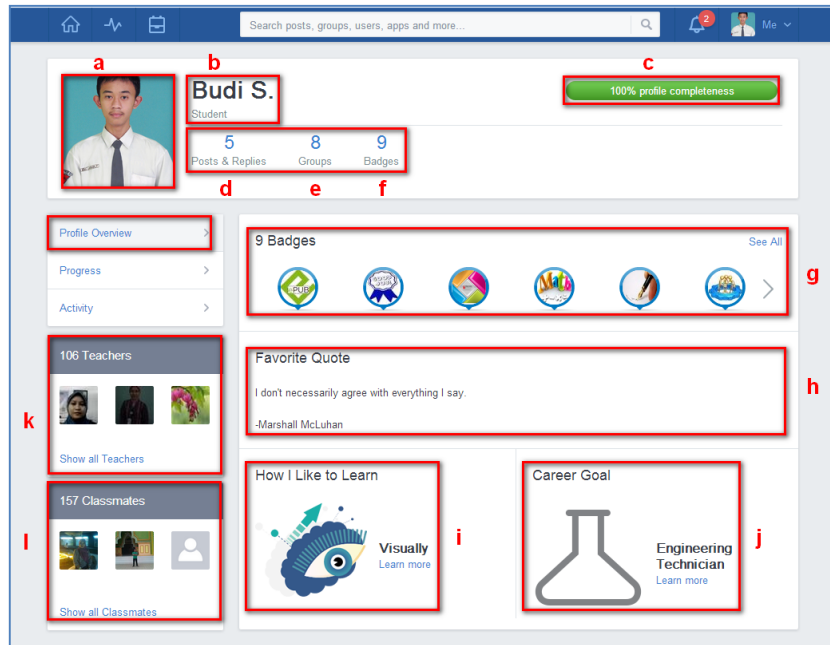 Search posts, groups, users, apps and more...
2
Me
a
b
c
Budi S.
Student
100% profile completeness
5
8
9
Posts & Replies
Groups
Badges
d
e
f
Profile Overview
Progress
Activity
9 Badges
See All
ePUB
GOOD
Math
g
106 Teachers
k
Show all Teachers
Favorite Quote
I don't necessarily agree with everything I say.
-Marshall McLuhan
h
157 Classmates
l
Show all Classmates
How I Like to Learn
Visually
Learn more
i
Career Goal
Engineering
Technician
Learn more
j